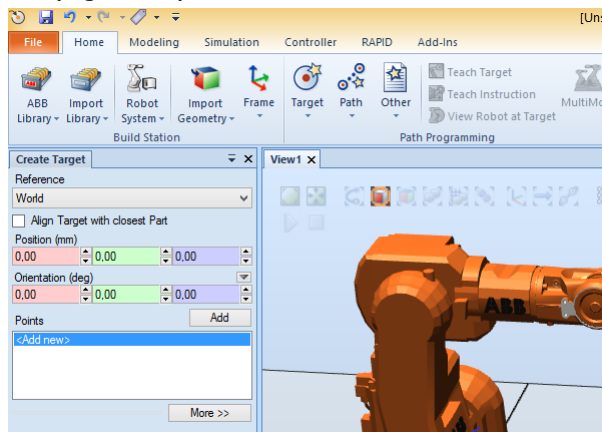 [Uns
File Home Modeling Simulation Controller RAPID Add-Ins
ABB Library Import Library Robot System Import Geometry Frame Target Path Other Teach Target
Teach Instruction
View Robot at Target
MultiMo
Build Station Path Programming
Create Target View1
Reference
World
Align Target with closest Part
Position (mm)
0,00 0,00 0,00
Orientation (deg)
0,00 0,00 0,00
Points Add
<Add new>
More >>
ABB